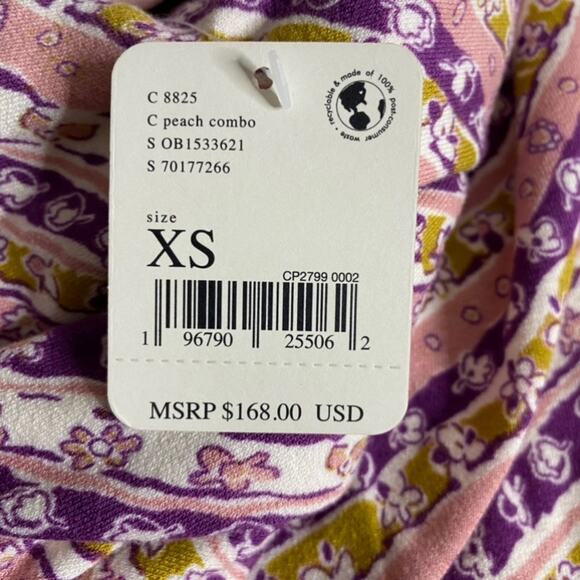 C 8825
C peach combo
S OB1533621
S 70177266
recyclable & made of 100% post-consumer waste •
size
XS
CP2799 0002
1 96790 25506 2
MSRP $168.00 USD